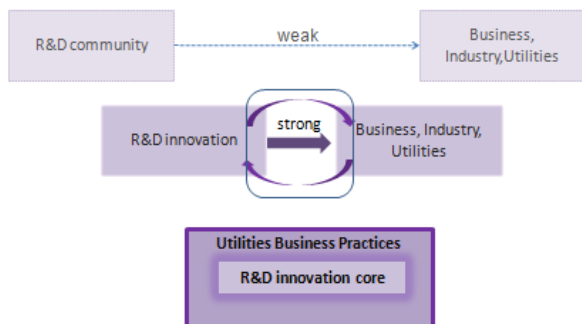 R&D community
weak
Business,
Industry,Utilities
R&D innovation
strong
Business, Industry,
Utilities
Utilities Business Practices
R&D innovation core